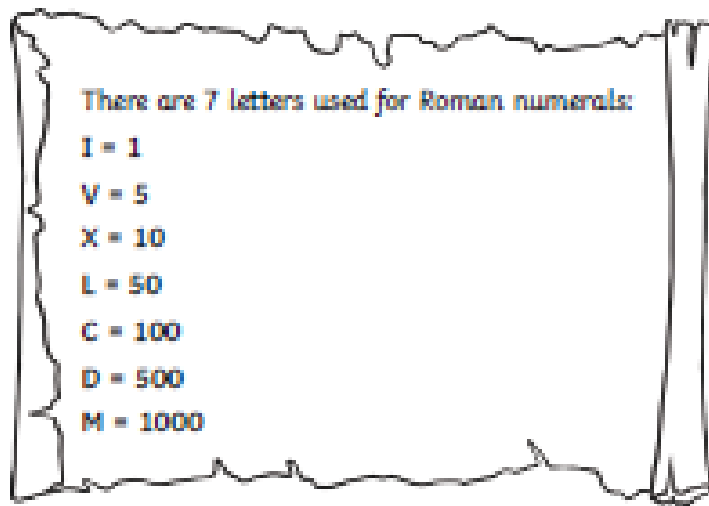 There are 7 letters used for Roman numerals:
I = 1
V = 5
X = 10
L = 50
C = 100
D = 500
M = 1000